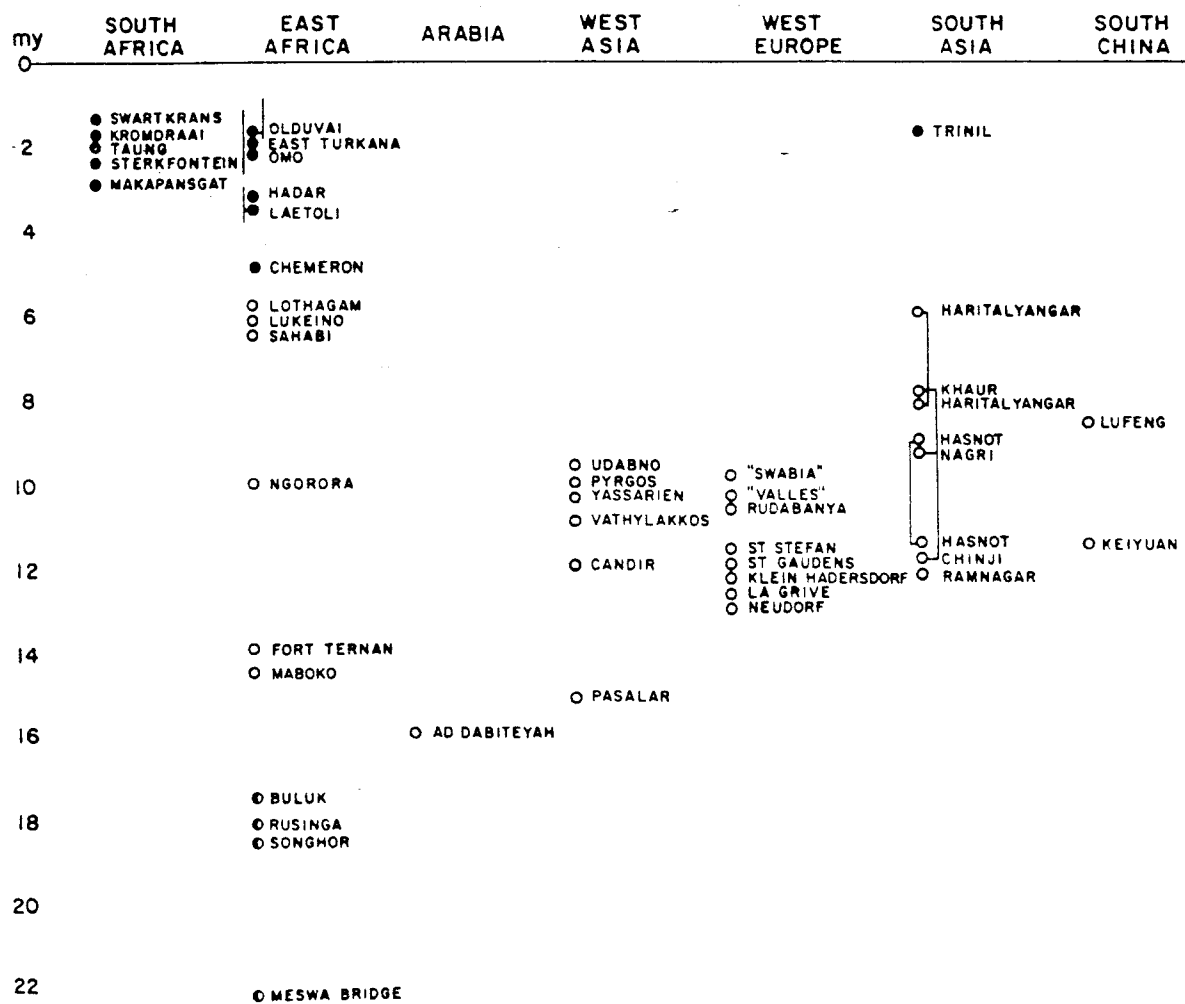 my
SOUTH
AFRICA
EAST
AFRICA
ARABIA
WEST
ASIA
WEST
EUROPE
SOUTH
ASIA
SOUTH
CHINA
0
2
4
6
8
10
12
14
16
18
20
22
SWARTKRANS
KROMDRAAI
TAUNG
STERKFONTEIN
MAKAPANSGAT
OLDUVAI
EAST TURKANA
OMO
HADAR
LAETOLI
CHEMERON
LOTHAGAM
LUKEINO
SAHABI
NGORORA
FORT TERNAN
MABOKO
BULUK
RUSINGA
SONGHOR
MESWA BRIDGE
AD DABITEYAH
UDABNO
PYRGOS
YASSARIEN
VATHYLAKKOS
CANDIR
PASALAR
"SWABIA"
"VALLES"
RUDABANYA
ST STEFAN
ST GAUDENS
KLEIN HADERSDORF
LA GRIVE
NEUDORF
TRINIL
HARITALYANGAR
KHAUR
HARITALYANGAR
HASNOT
NAGRI
HASNOT
CHINJI
RAMNAGAR
LUFENG
KEIYUAN